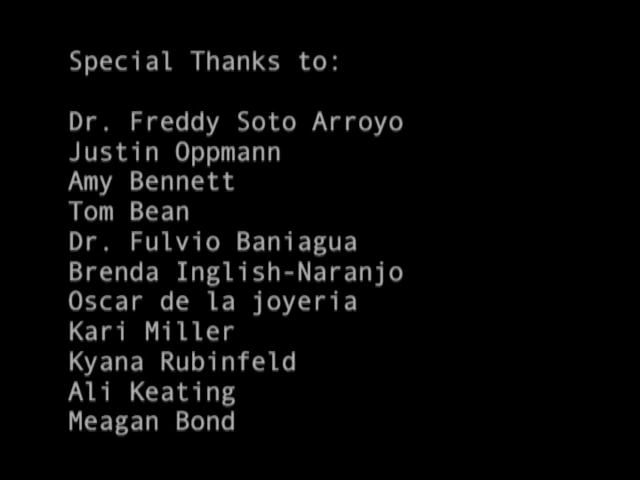 Special Thanks to:
Dr. Freddy Soto Arroyo
Justin Oppmann
Amy Bennett
Tom Bean
Dr. Fulvio Baniagua
Brenda Inglish-Naranjo
Oscar de la joyeria
Kari Miller
Kyana Rubinfeld
Ali Keating
Meagan Bond